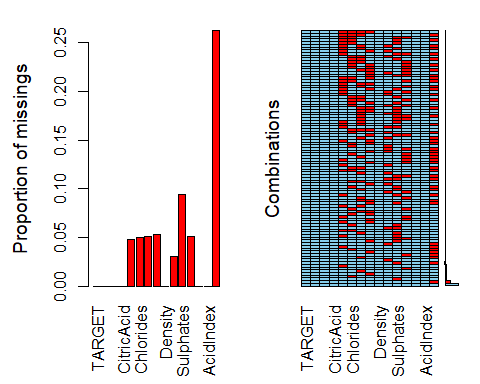 Proportion of missings
0.00
0.05
0.10
0.15
0.20
0.25
TARGET
CitricAcid
Chlorides
Density
Sulphates
AcidIndex
Combinations
TARGET
CitricAcid
Chlorides
Density
Sulphates
AcidIndex